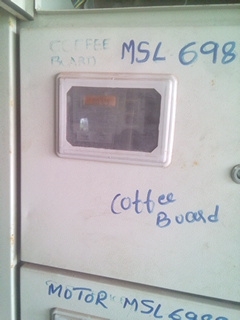 COFFEE MSL 698
BOARD
Coffee
Board
MOTOR MSL 698